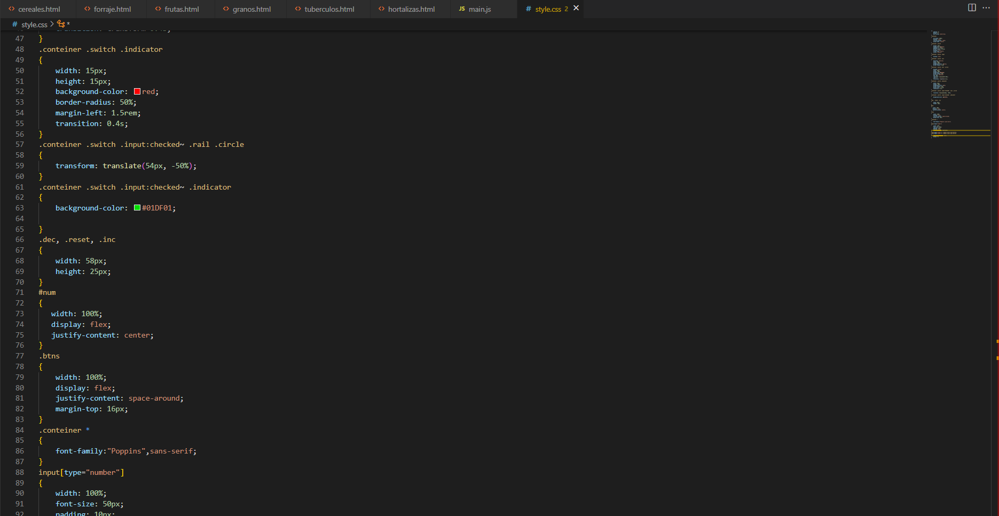 cereales.html forraje.html frutas.html granos.html tuberculos.html hortalizas.html JS main.js # style.css 2 ×
# style.css > *
47 }
48 .conteiner .switch .indicator
49 {
50 width: 15px;
51 height: 15px;
52 background-color: red;
53 border-radius: 50%;
54 margin-left: 1.5rem;
55 transition: 0.4s;
56 }
57 .conteiner .switch .input:checked~ .rail .circle
58 {
59 transform: translate(54px, -50%);
60 }
61 .conteiner .switch .input:checked~ .indicator
62 {
63 background-color: #01DF01;
64
65 }
66 .dec, .reset, .inc
67 {
68 width: 58px;
69 height: 25px;
70 }
71 #num
72 {
73 width: 100%;
74 display: flex;
75 justify-content: center;
76 }
77 .btns
78 {
79 width: 100%;
80 display: flex;
81 justify-content: space-around;
82 margin-top: 16px;
83 }
84 .conteiner *
85 {
86 font-family:"Poppins",sans-serif;
87 }
88 input[type="number"]
89 {
90 width: 100%;
91 font-size: 50px;
92 padding: 10px;